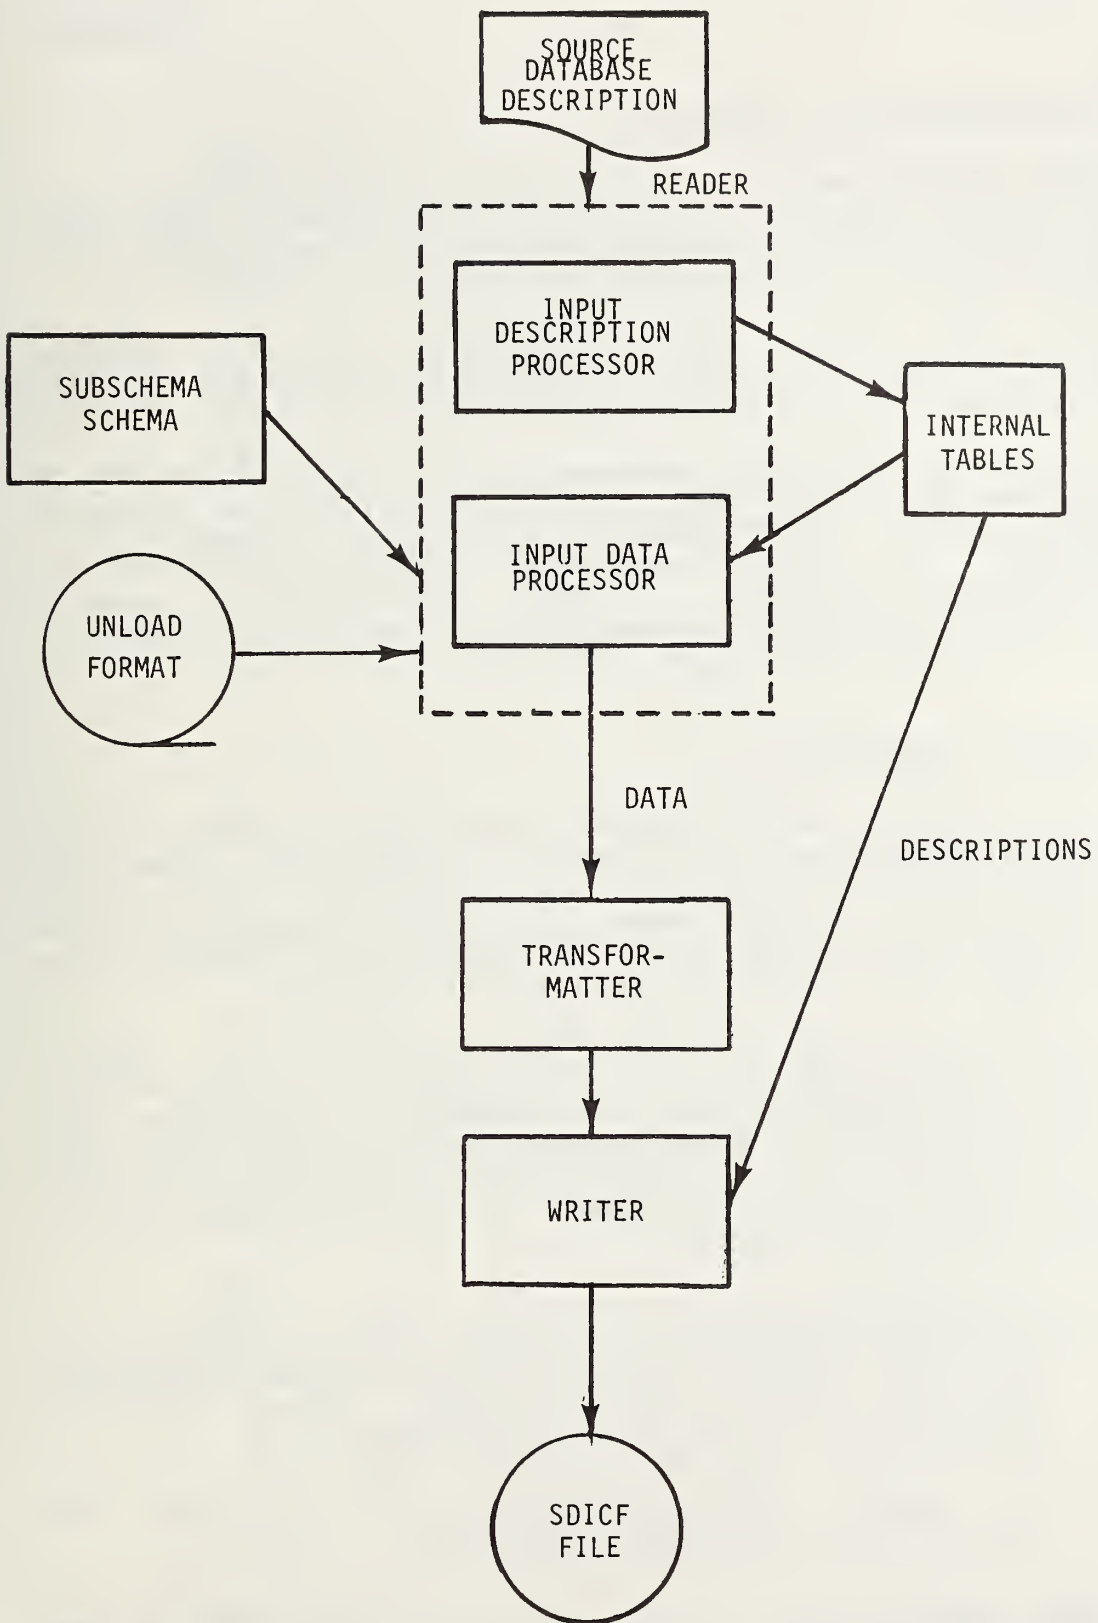 SOURCE
DATABASE
DESCRIPTION
READER
INPUT
DESCRIPTION
PROCESSOR
SUBSCHEMA
SCHEMA
INTERNAL
TABLES
INPUT DATA
PROCESSOR
UNLOAD
FORMAT
DATA
DESCRIPTIONS
TRANSFOR-
MATTER
WRITER
SDICF
FILE